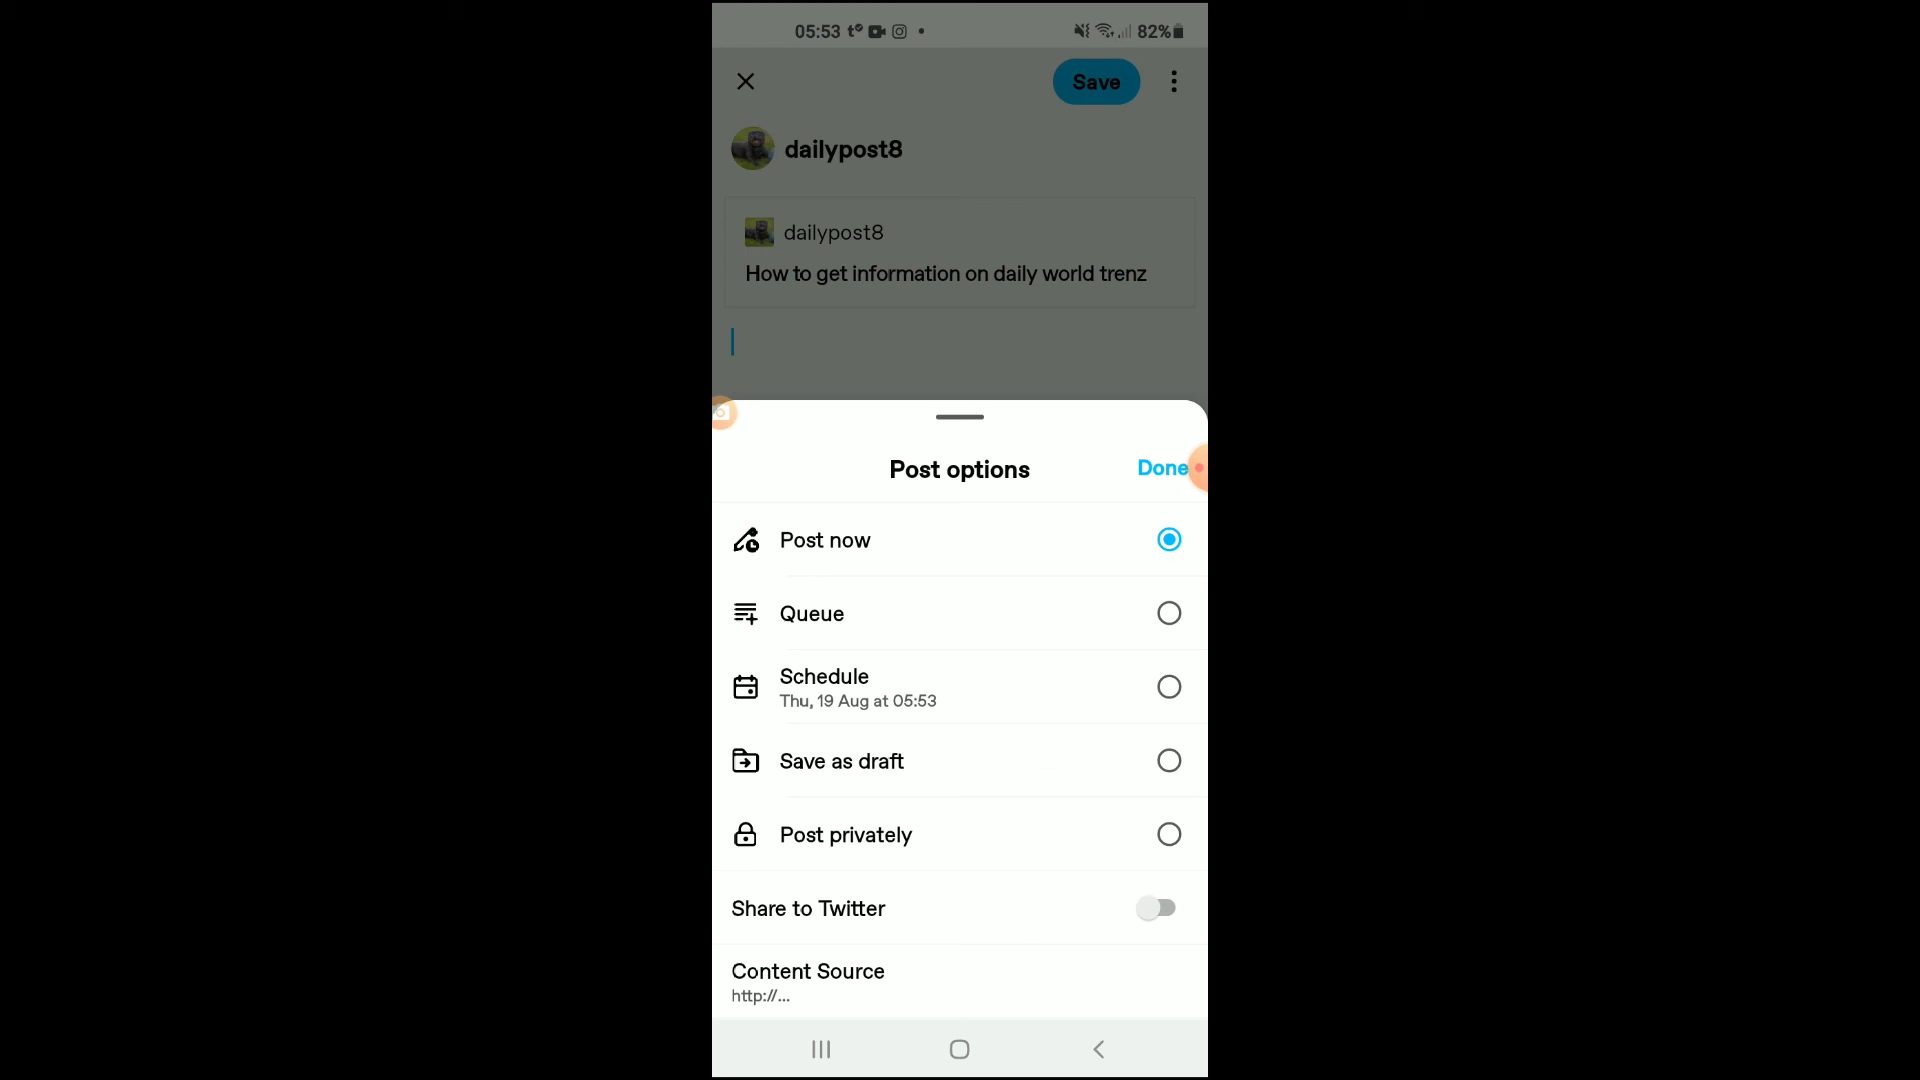 05:53 82%
Save
dailypost8
dailypost8
How to get information on daily world trenz
Post options
Done
Post now
Queue
Schedule
Thu, 19 Aug at 05:53
Save as draft
Post privately
Share to Twitter
Content Source
http://...